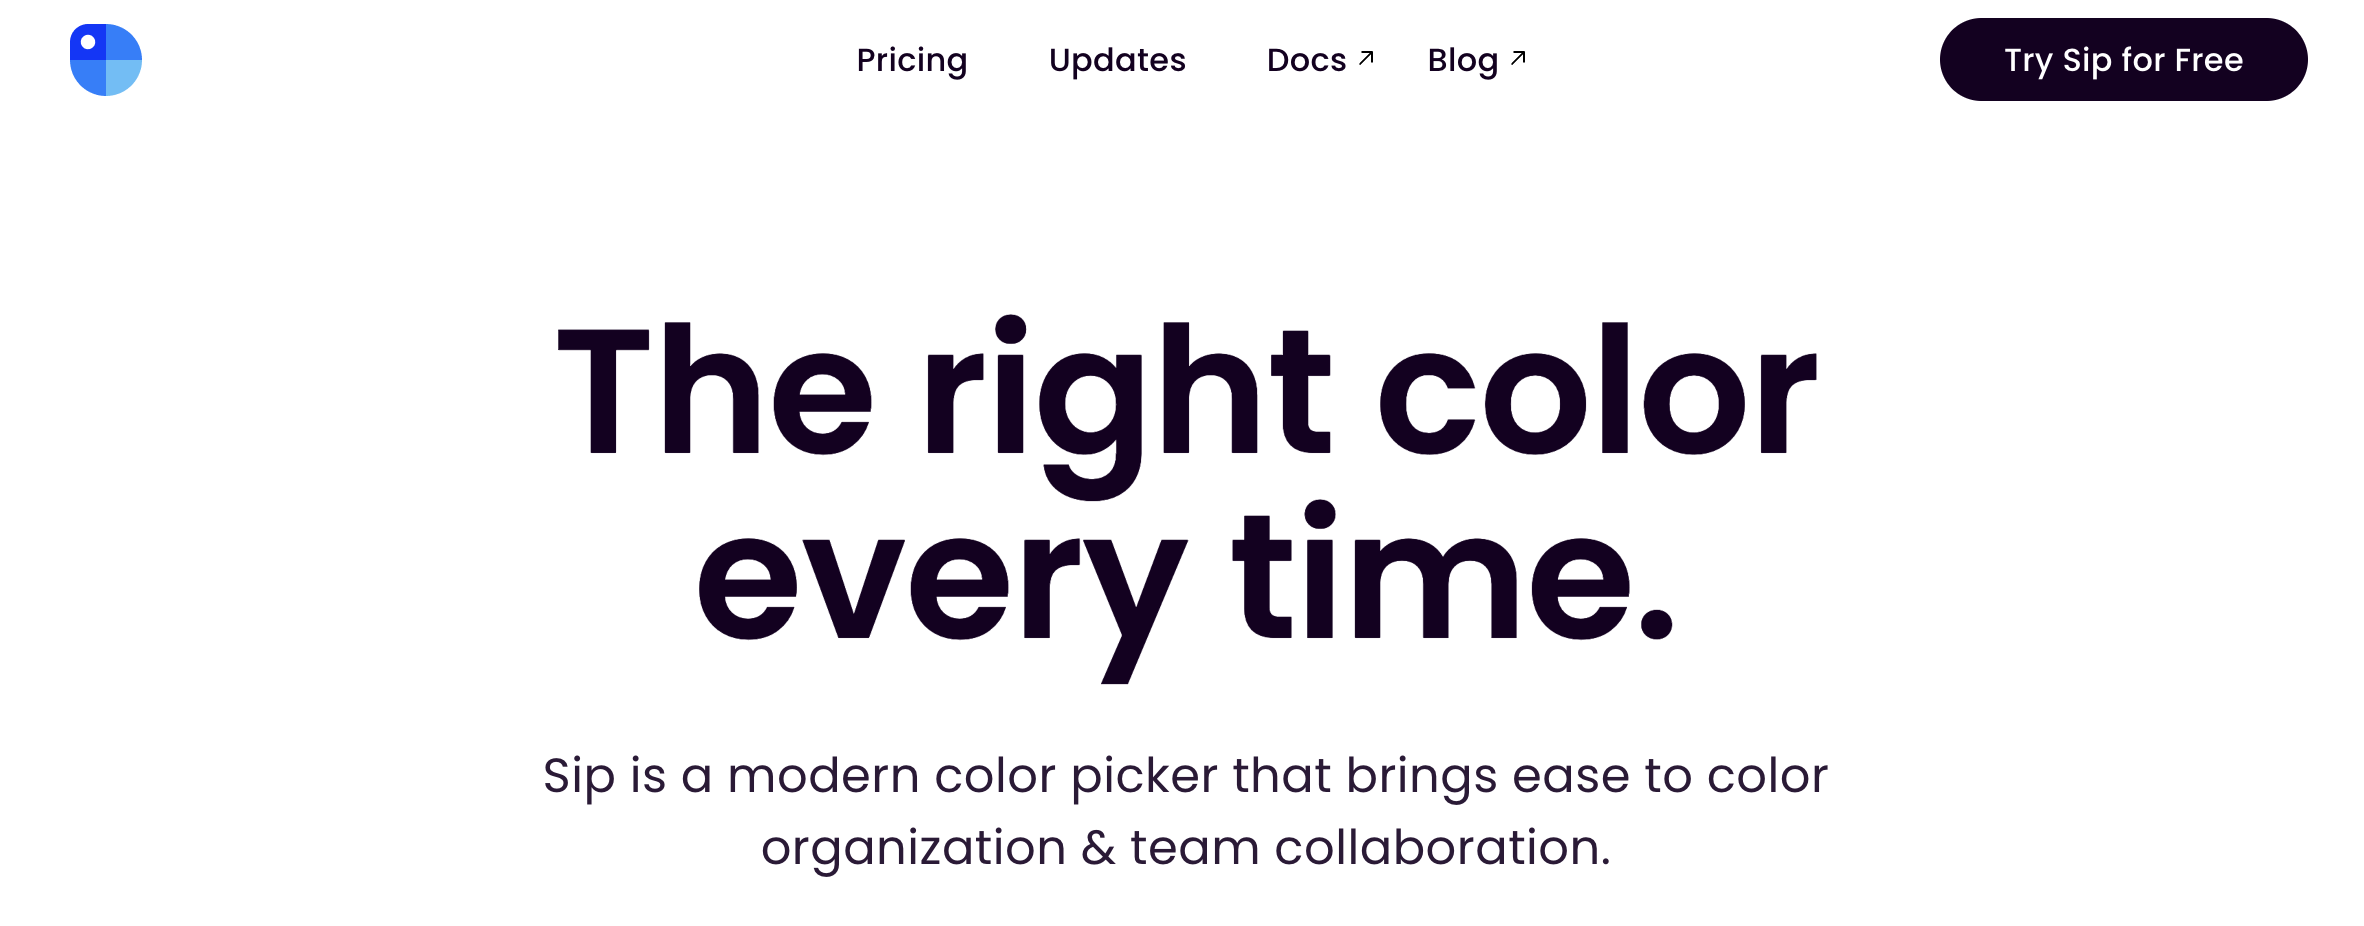 Pricing Updates Docs Blog Try Sip for Free
The right color
every time.
Sip is a modern color picker that brings ease to color
organization & team collaboration.